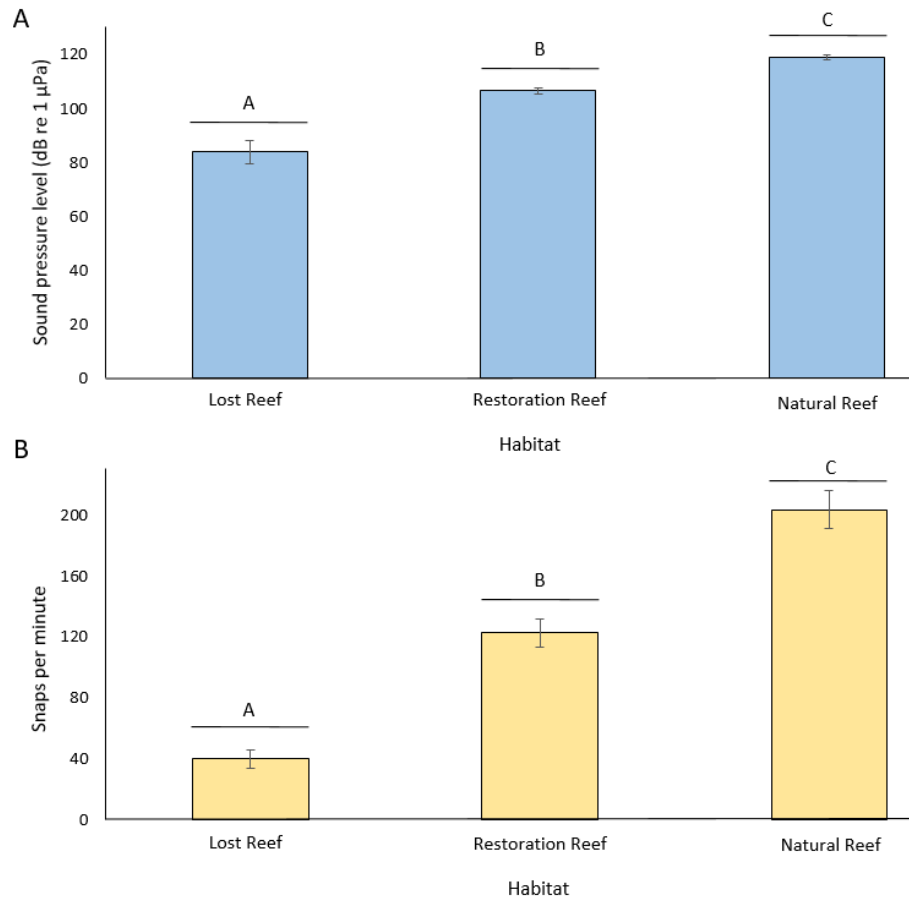 A
Sound pressure level (dB re 1 μPa)
120
100
80
60
40
20
0
A
B
C
Lost Reef
Restoration Reef
Natural Reef
Habitat
B
Snaps per minute
200
160
120
80
40
0
A
B
C
Lost Reef
Restoration Reef
Natural Reef
Habitat